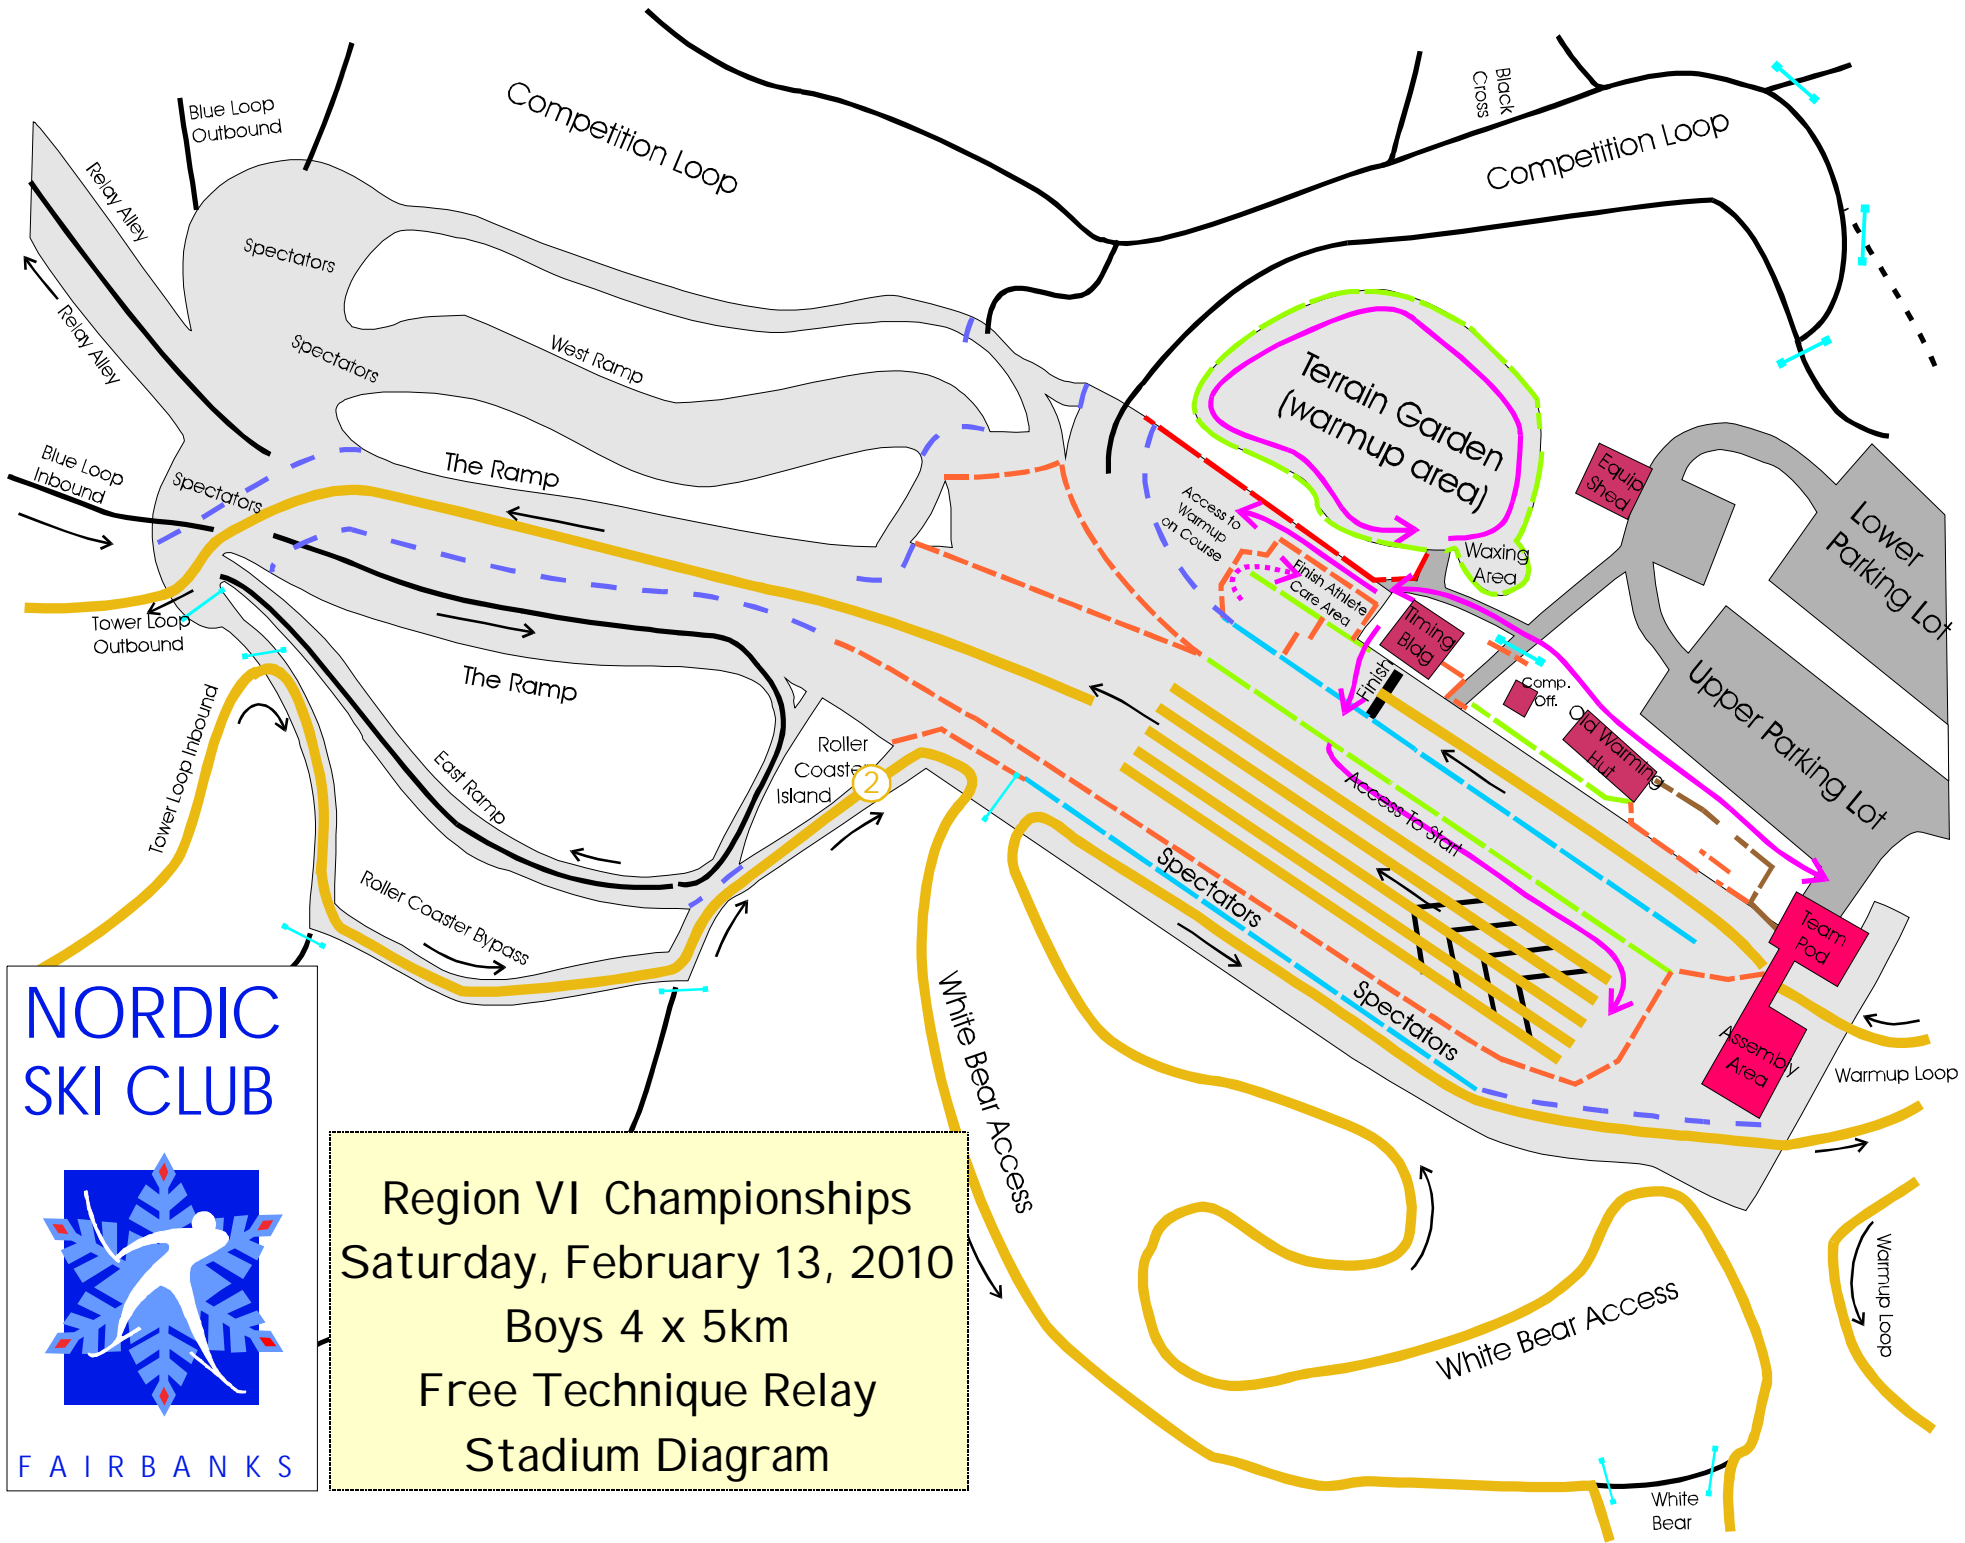 Blue Loop
Outbound
Relay Alley
Relay Alley
Competition Loop
Black
Cross
Competition Loop
Spectators
Spectators
West Ramp
Terrain Garden
(warmup area)
Equip
Shed
Lower
Parking Lot
Blue Loop
Inbound
Spectators
The Ramp
Access to
Warmup
on Course
Waxing
Area
Finish Athlete
Care Area
Timing
Bldg
Finish
Comp.
Off.
Old Warming
Hut
Upper Parking Lot
Tower Loop
Outbound
The Ramp
Tower Loop Inbound
East Ramp
Roller
Coaster
Island
2
Access To Start
Roller Coaster Bypass
Spectators
Spectators
Team
Pod
Assembly
Area
Warmup Loop
White Bear Access
White Bear Access
Warmup Loop
White
Bear
NORDIC
SKI CLUB
FAIRBANKS
Region VI Championships
Saturday, February 13, 2010
Boys 4 x 5km
Free Technique Relay
Stadium Diagram